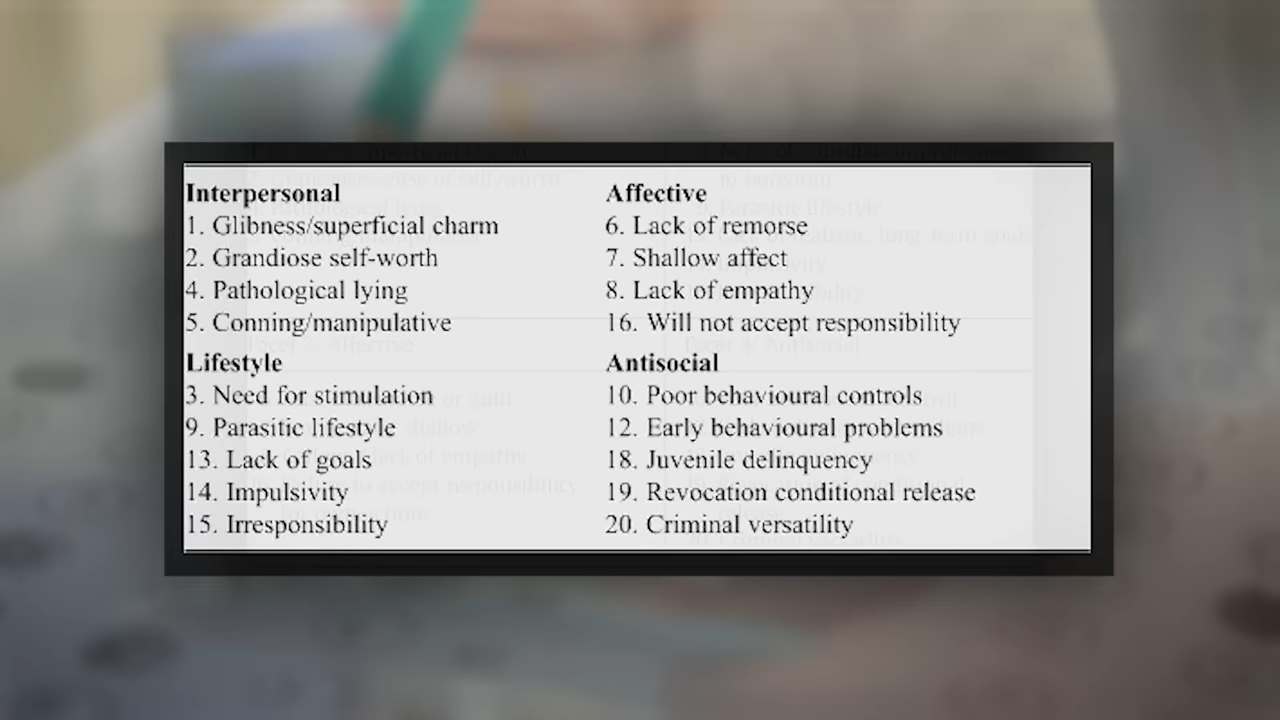 Interpersonal
1. Glibness/superficial charm
2. Grandiose self-worth
4. Pathological lying
5. Conning/manipulative
Affective
6. Lack of remorse
7. Shallow affect
8. Lack of empathy
16. Will not accept responsibility
Lifestyle
3. Need for stimulation
9. Parasitic lifestyle
13. Lack of goals
14. Impulsivity
15. Irresponsibility
Antisocial
10. Poor behavioural controls
12. Early behavioural problems
18. Juvenile delinquency
19. Revocation conditional release
20. Criminal versatility